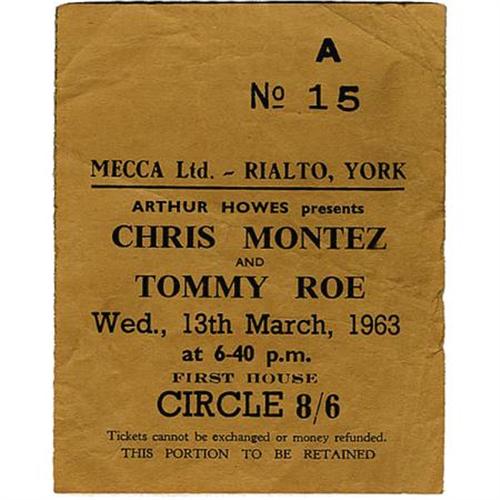 A
No 15
MECCA Ltd. - RIALTO, YORK
ARTHUR HOWES presents
CHRIS MONTEZ
AND
TOMMY ROE
Wed., 13th March, 1963
at 6-40 p.m.
FIRST HOUSE
CIRCLE 8/6
Tickets cannot be exchanged or money refunded.
THIS PORTION TO BE RETAINED